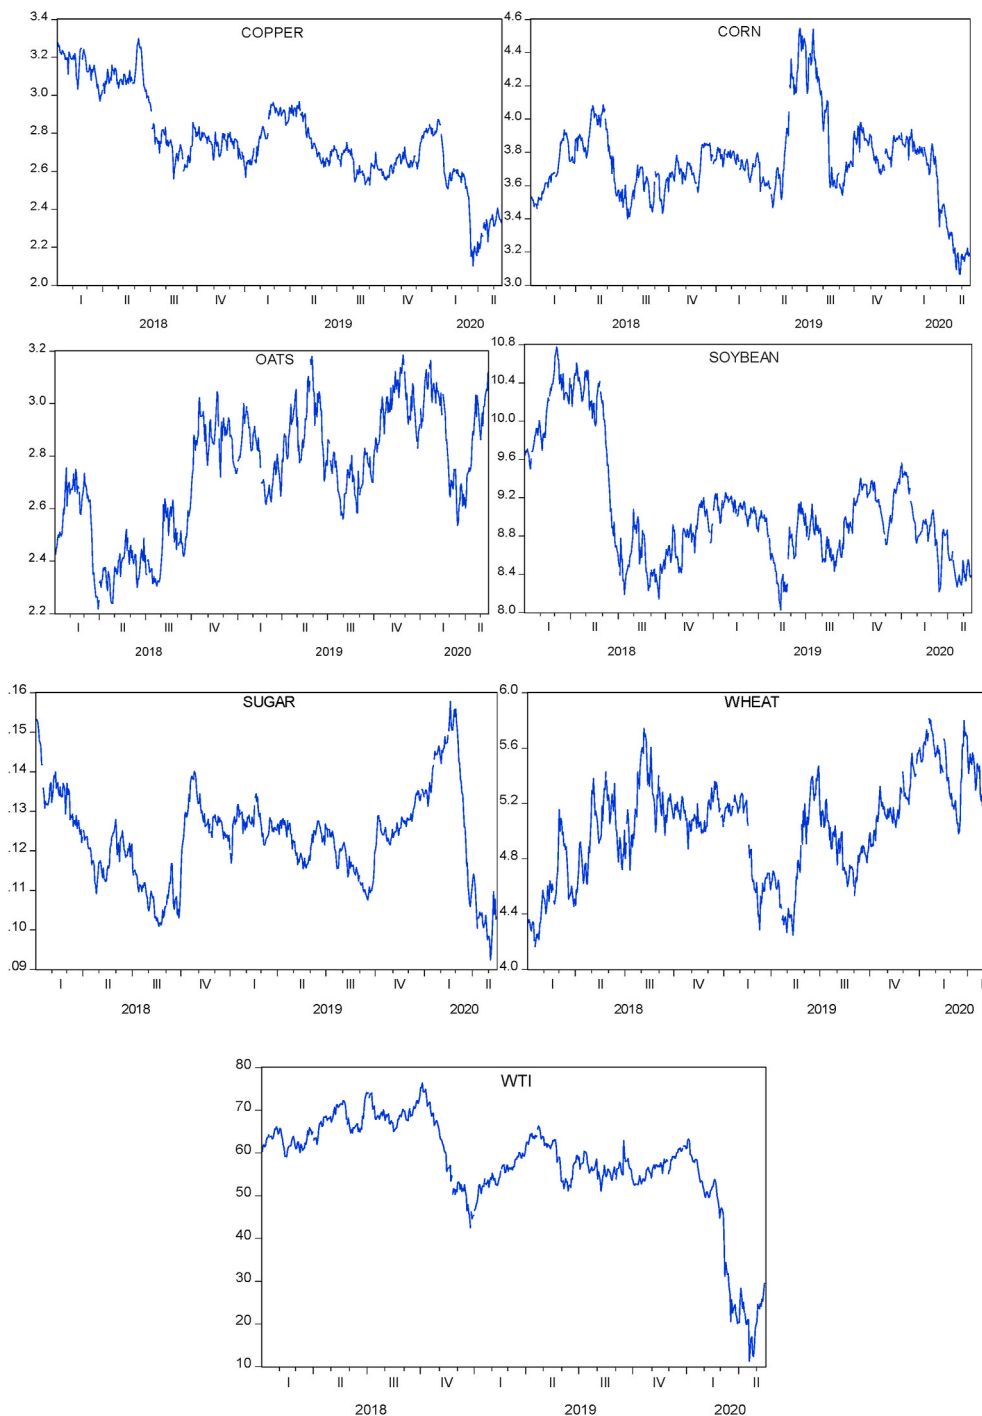 COPPER
3.4
3.2
3.0
2.8
2.6
2.4
2.2
2.0
I II III IV I II III IV I II
2018 2019 2020
CORN
4.6
4.4
4.2
4.0
3.8
3.6
3.4
3.2
3.0
I II III IV I II III IV I II
2018 2019 2020
OATS
3.2
3.0
2.8
2.6
2.4
2.2
I II III IV I II III IV I II
2018 2019 2020
SOYBEAN
10.8
10.4
10.0
9.6
9.2
8.8
8.4
8.0
I II III IV I II III IV I II
2018 2019 2020
SUGAR
.16
.15
.14
.13
.12
.11
.10
.09
I II III IV I II III IV I II
2018 2019 2020
WHEAT
6.0
5.6
5.2
4.8
4.4
4.0
I II III IV I II III IV I
2018 2019 2020
WTI
80
70
60
50
40
30
20
10
I II III IV I II III IV I II
2018 2019 2020